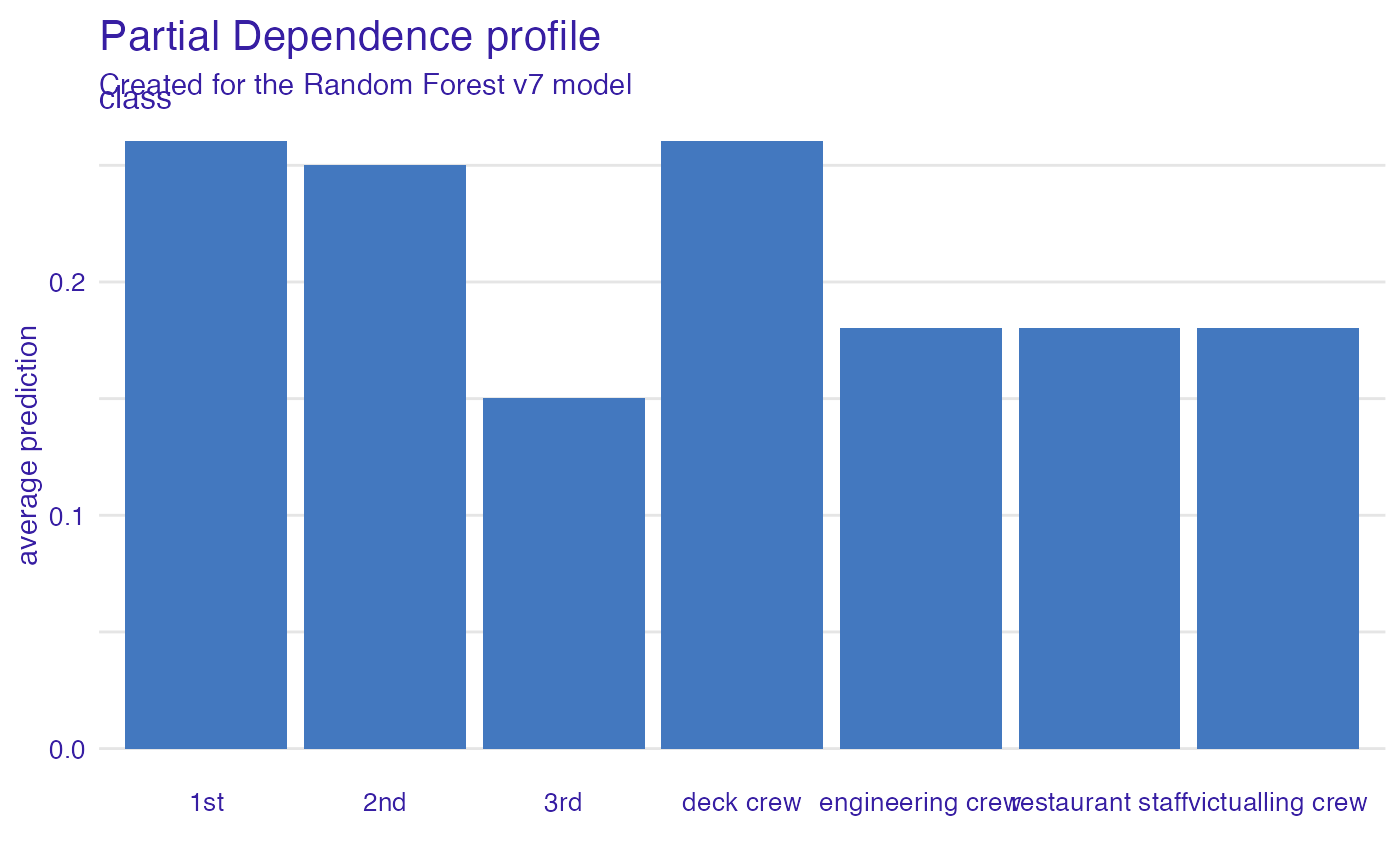 Partial Dependence profile
Created for the Random Forest v7 model
class
average prediction
0.2
0.1
0.0
1st 2nd 3rd deck crew engineering crew restaurant staff victualling crew